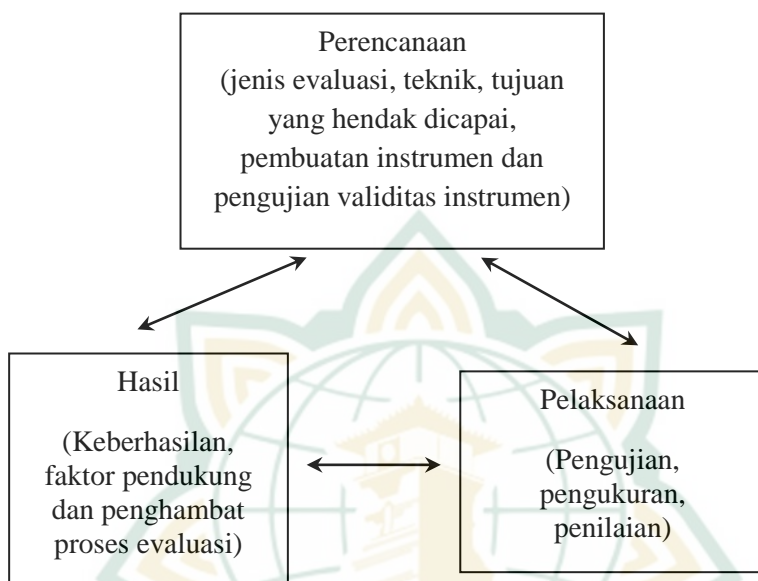 Perencanaan
(jenis evaluasi, teknik, tujuan
yang hendak dicapai,
pembuatan instrumen dan
pengujian validitas instrumen)
Hasil
(Keberhasilan,
faktor pendukung
dan penghambat
proses evaluasi)
Pelaksanaan
(Pengujian,
pengukuran,
penilaian)